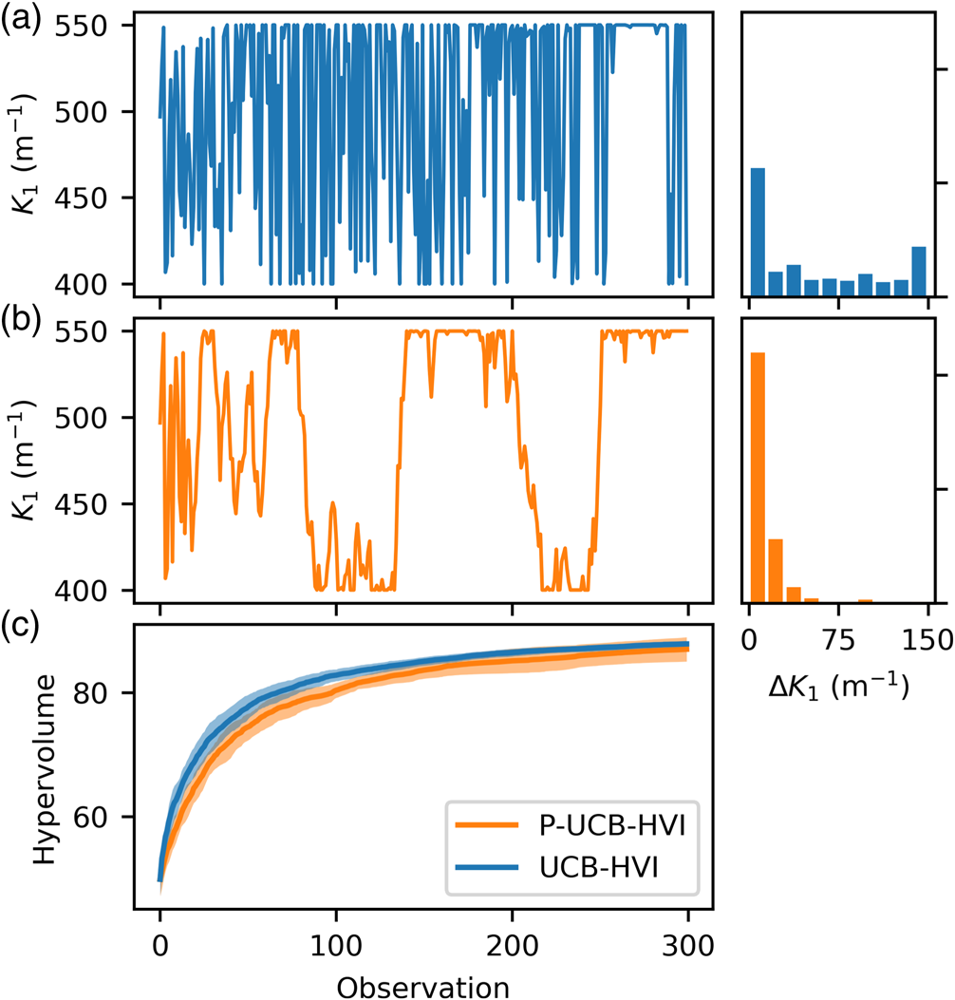 (a)
550
500
450
400
K₁ (m⁻¹)
(b)
550
500
450
400
K₁ (m⁻¹)
0 75 150
ΔK₁ (m⁻¹)
(c)
80
60
Hypervolume
P-UCB-HVI
UCB-HVI
0 100 200 300
Observation